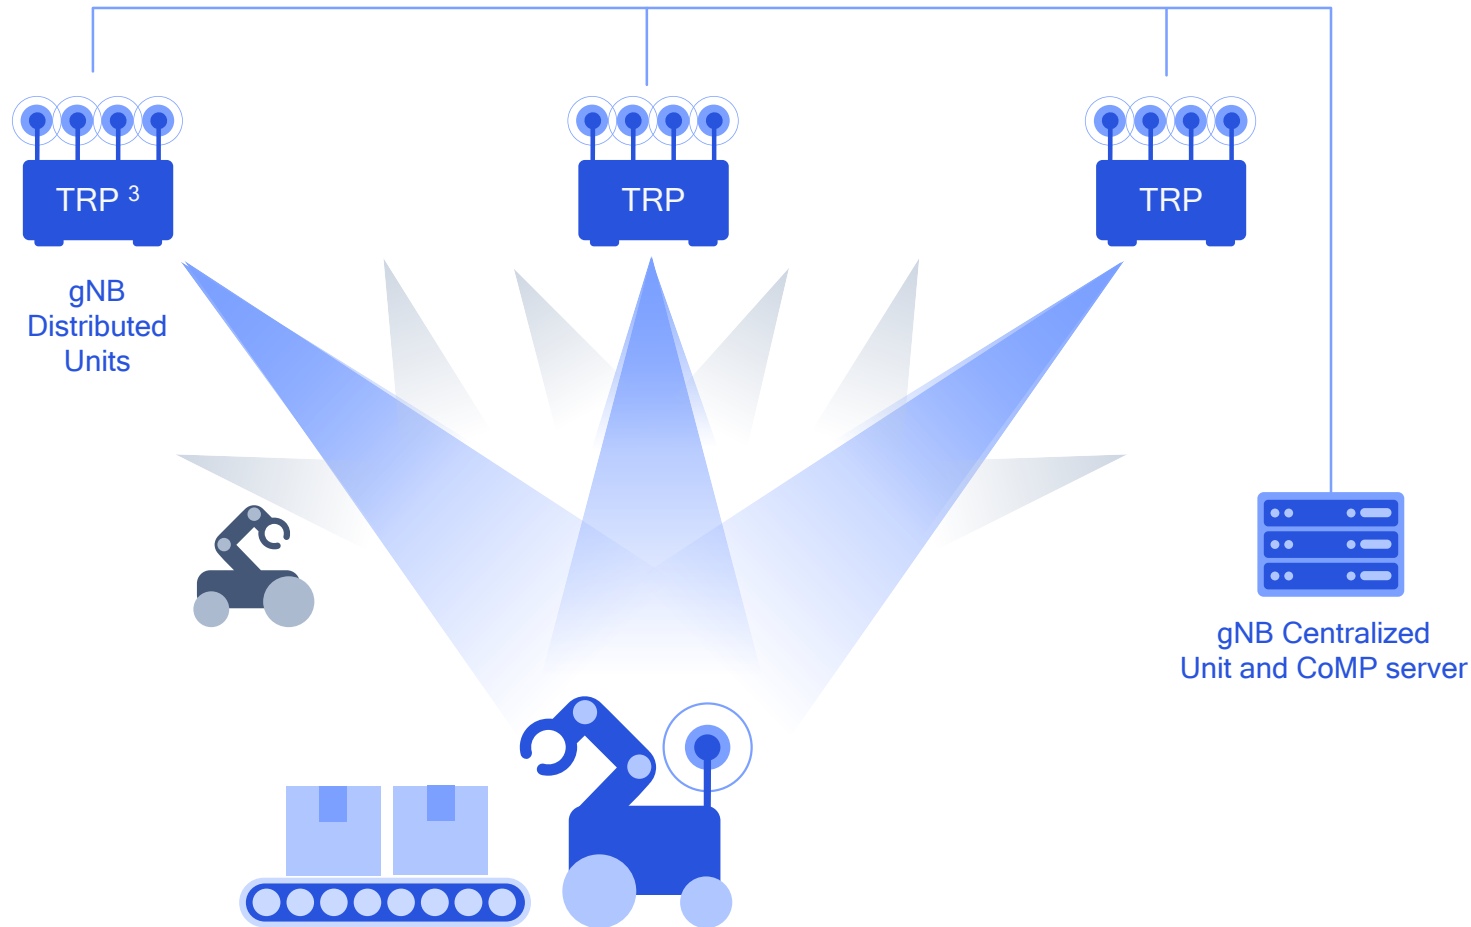 TRP 3
TRP
TRP
gNB
Distributed
Units
gNB Centralized
Unit and CoMP server